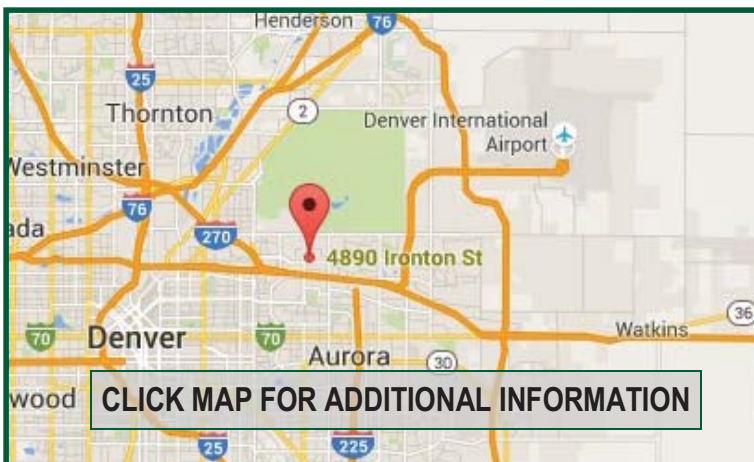 Henderson
76
25
Thornton
2
Denver International
Airport
Westminster
76
ada
270
4890 Ironton St
36
70
Denver
70
Watkins
Aurora
30
wood
CLICK MAP FOR ADDITIONAL INFORMATION
25
225